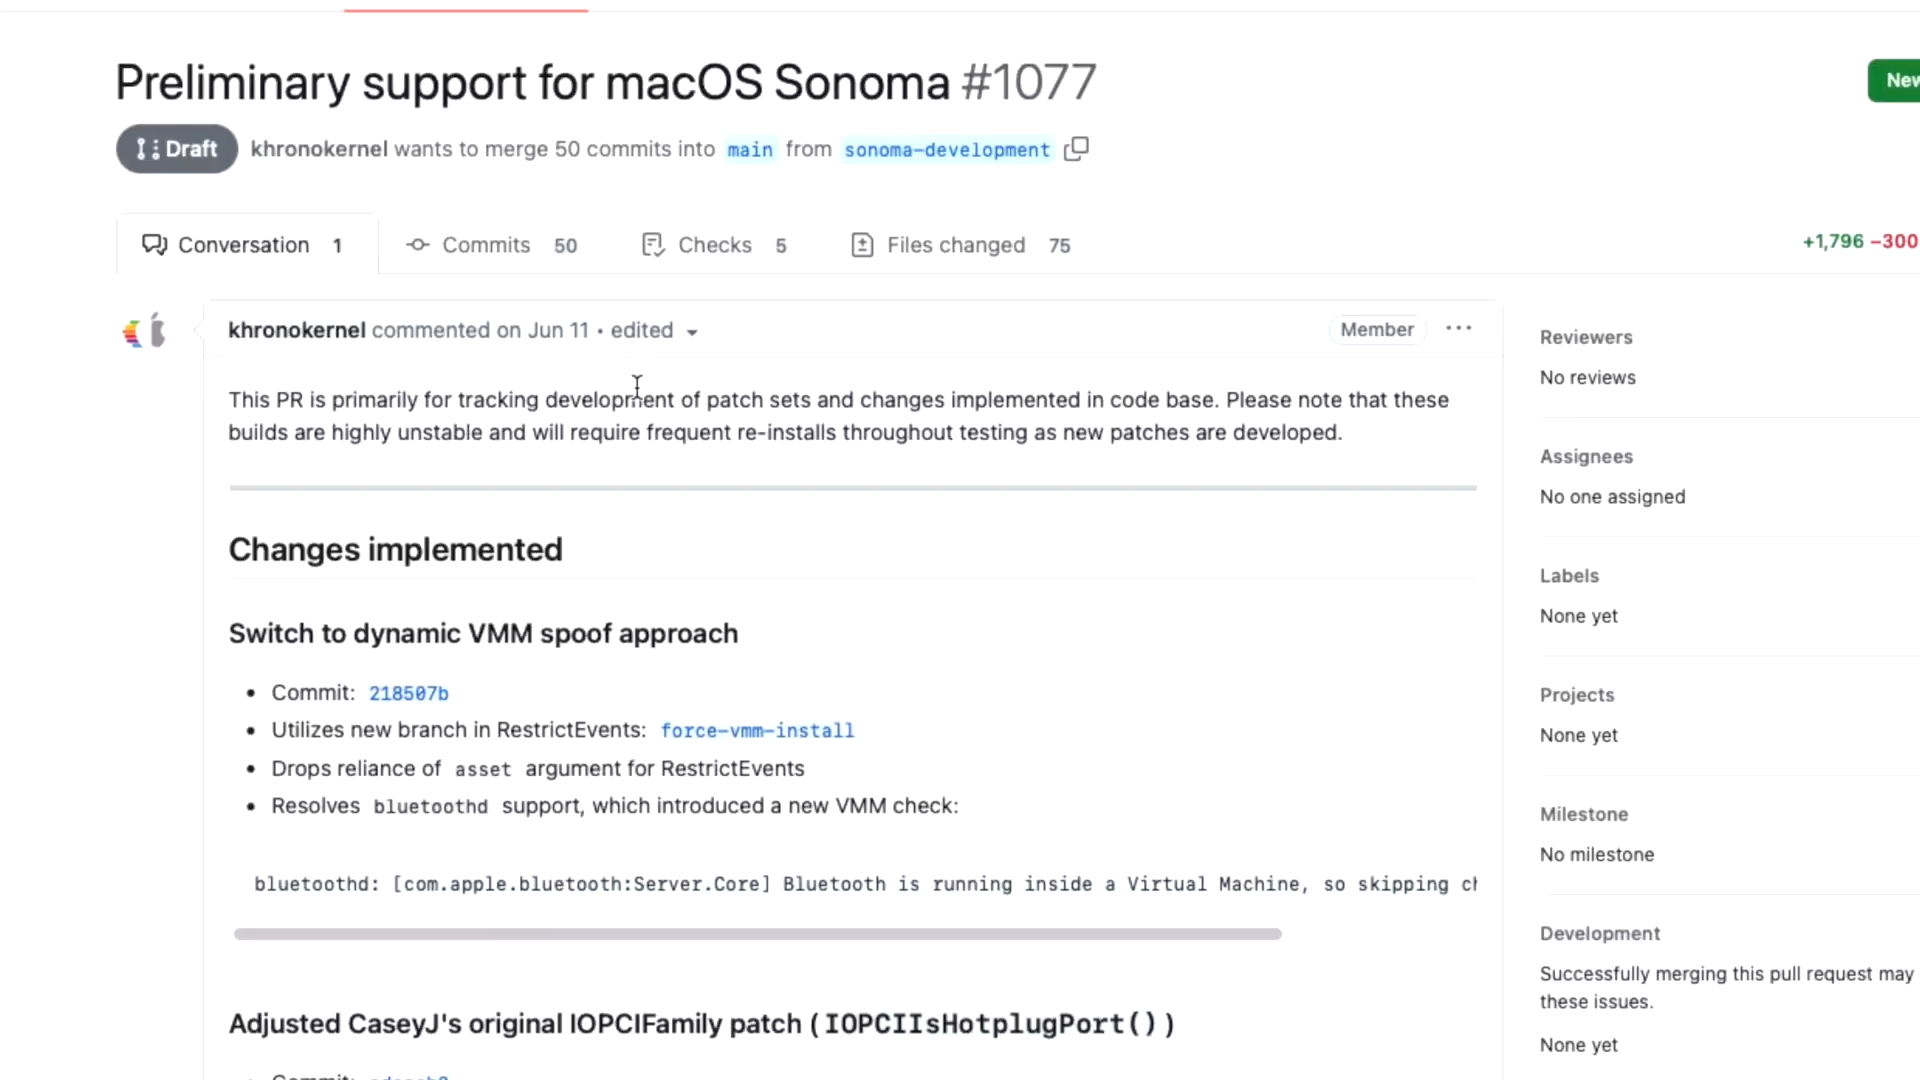 Preliminary support for macOS Sonoma #1077
New
Draft khronokernel wants to merge 50 commits into main from sonoma-development
Conversation 1 Commits 50 Checks 5 Files changed 75
+1,796 −300
khronokernel commented on Jun 11 • edited
Member
This PR is primarily for tracking development of patch sets and changes implemented in code base. Please note that these
builds are highly unstable and will require frequent re-installs throughout testing as new patches are developed.
Changes implemented
Switch to dynamic VMM spoof approach
• Commit: 218507b
• Utilizes new branch in RestrictEvents: force-vmm-install
• Drops reliance of asset argument for RestrictEvents
• Resolves bluetoothd support, which introduced a new VMM check:
bluetoothd: [com.apple.bluetooth:Server.Core] Bluetooth is running inside a Virtual Machine, so skipping ch
Adjusted CaseyJ's original IOPCIFamily patch (IOPCIIsHotplugPort())
Commit:
Reviewers
No reviews
Assignees
No one assigned
Labels
None yet
Projects
None yet
Milestone
No milestone
Development
Successfully merging this pull request may
these issues.
None yet